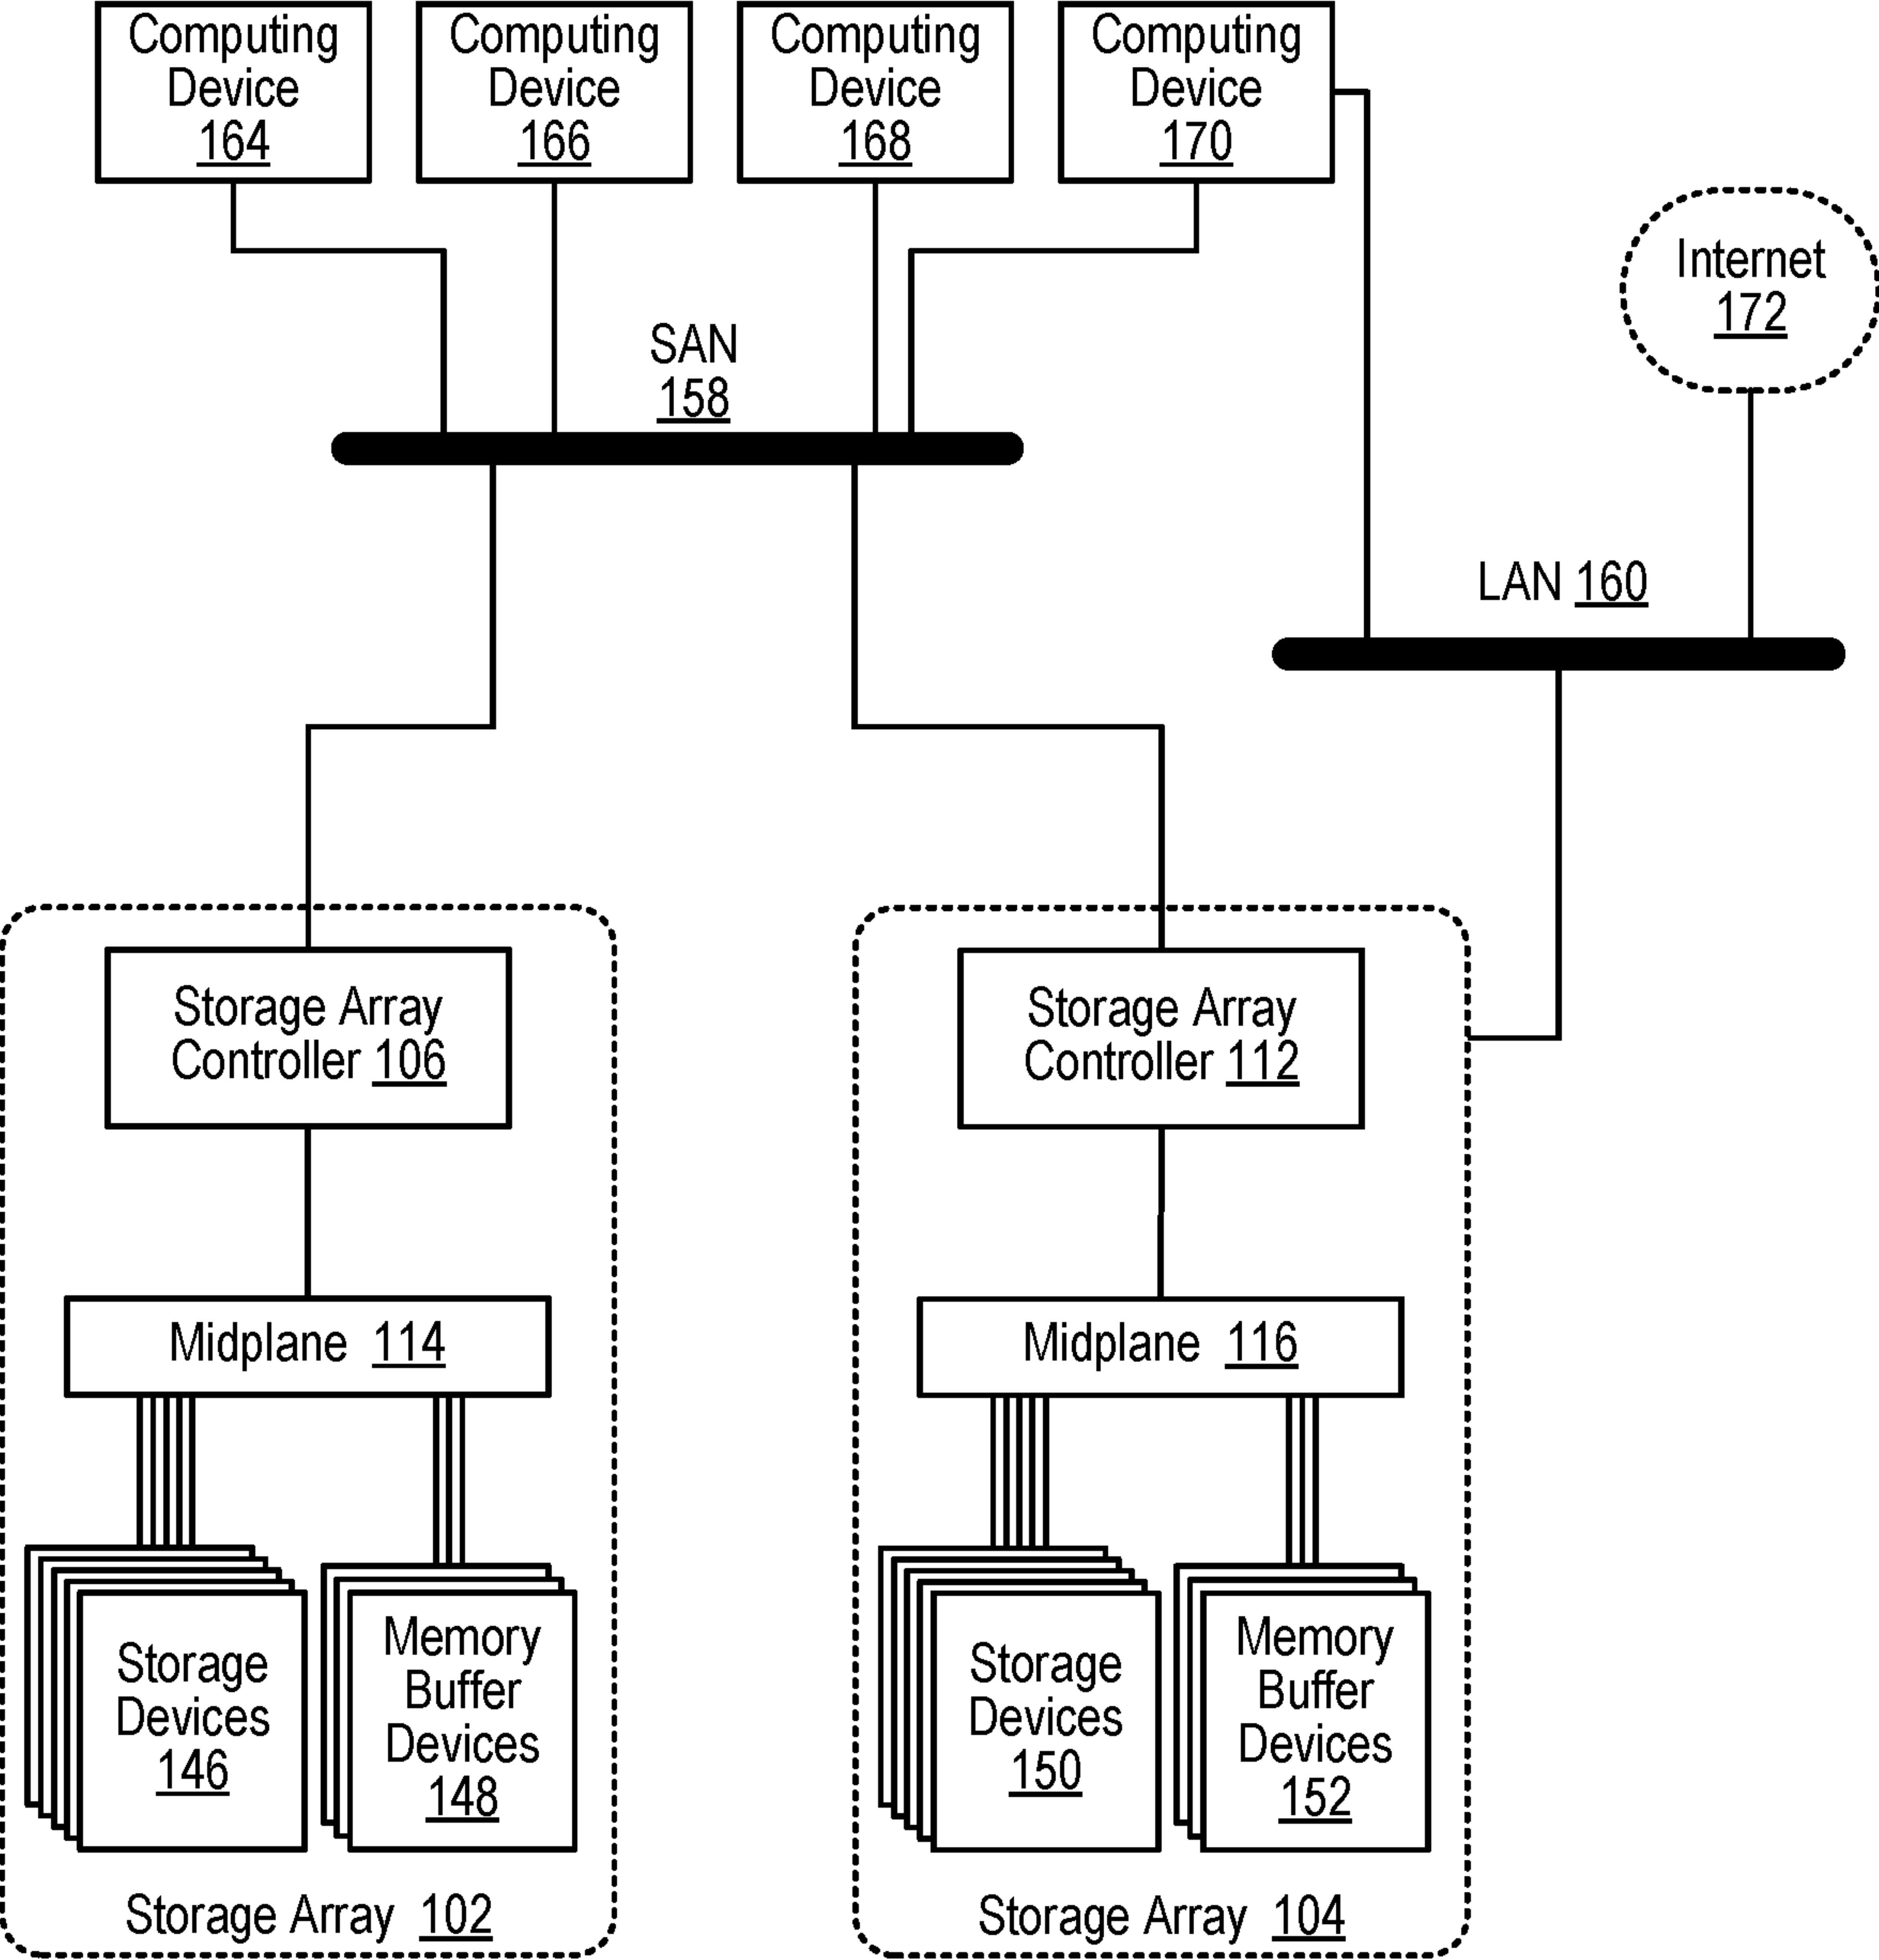 Computing
Device
164
Computing
Device
166
Computing
Device
168
Computing
Device
170
Internet
172
SAN
158
LAN 160
Storage Array
Controller 106
Storage Array
Controller 112
Midplane 114
Midplane 116
Storage
Devices
146
Memory
Buffer
Devices
148
Storage
Devices
150
Memory
Buffer
Devices
152
Storage Array 102
Storage Array 104